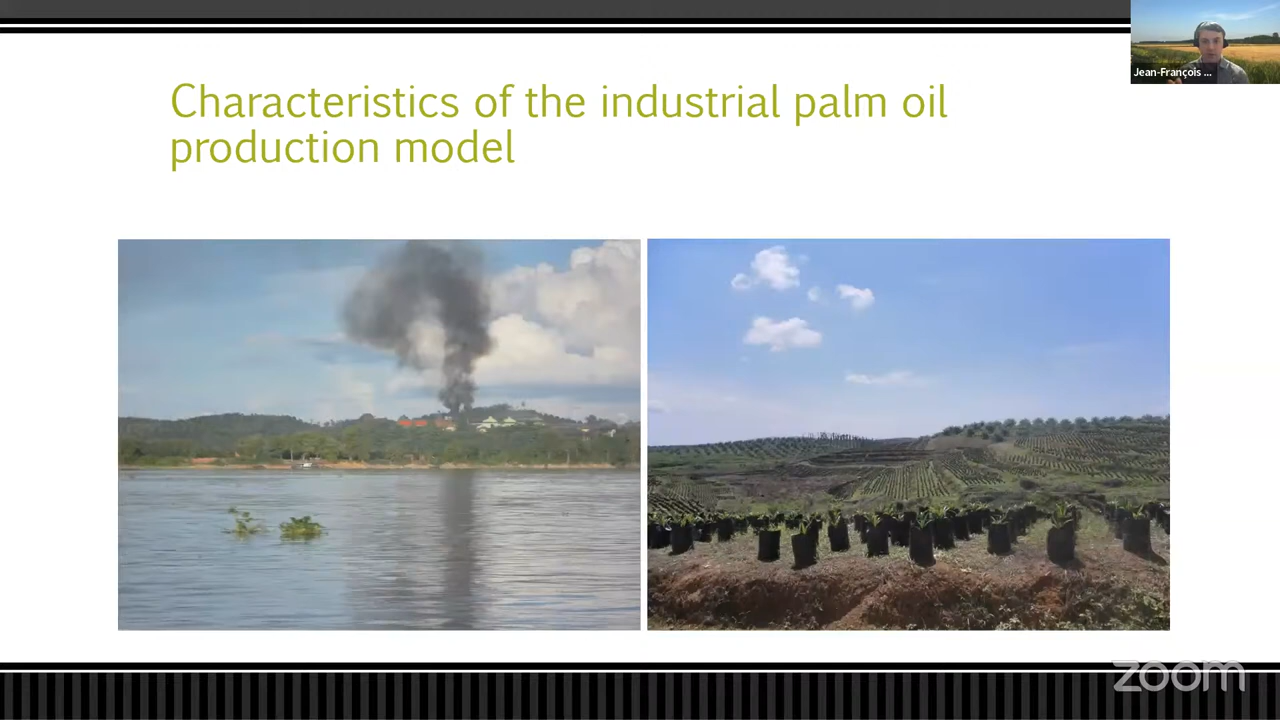 Characteristics of the industrial palm oil
production model
Jean-François ...
zoom